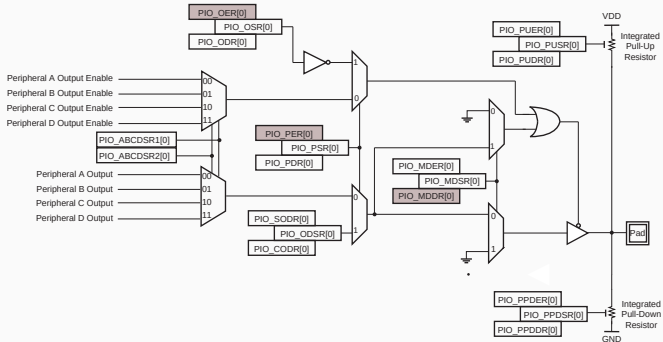 PIO_OER[0]
PIO_OSR[0]
PIO_ODR[0]
1
0
Peripheral A Output Enable
Peripheral B Output Enable
Peripheral C Output Enable
Peripheral D Output Enable
00
01
10
11
PIO_ABCDSR1[0]
PIO_ABCDSR2[0]
Peripheral A Output
Peripheral B Output
Peripheral C Output
Peripheral D Output
00
01
10
11
PIO_PER[0]
PIO_PSR[0]
PIO_PDR[0]
0
1
PIO_SODR[0]
PIO_ODSR[0]
PIO_CODR[0]
PIO_MDER[0]
PIO_MDSR[0]
PIO_MDDR[0]
0
1
0
1
PIO_PUER[0]
PIO_PUSR[0]
PIO_PUDR[0]
VDD
Integrated
Pull-Up
Resistor
Pad
PIO_PPDER[0]
PIO_PPDSR[0]
PIO_PPDDR[0]
Integrated
Pull-Down
Resistor
GND